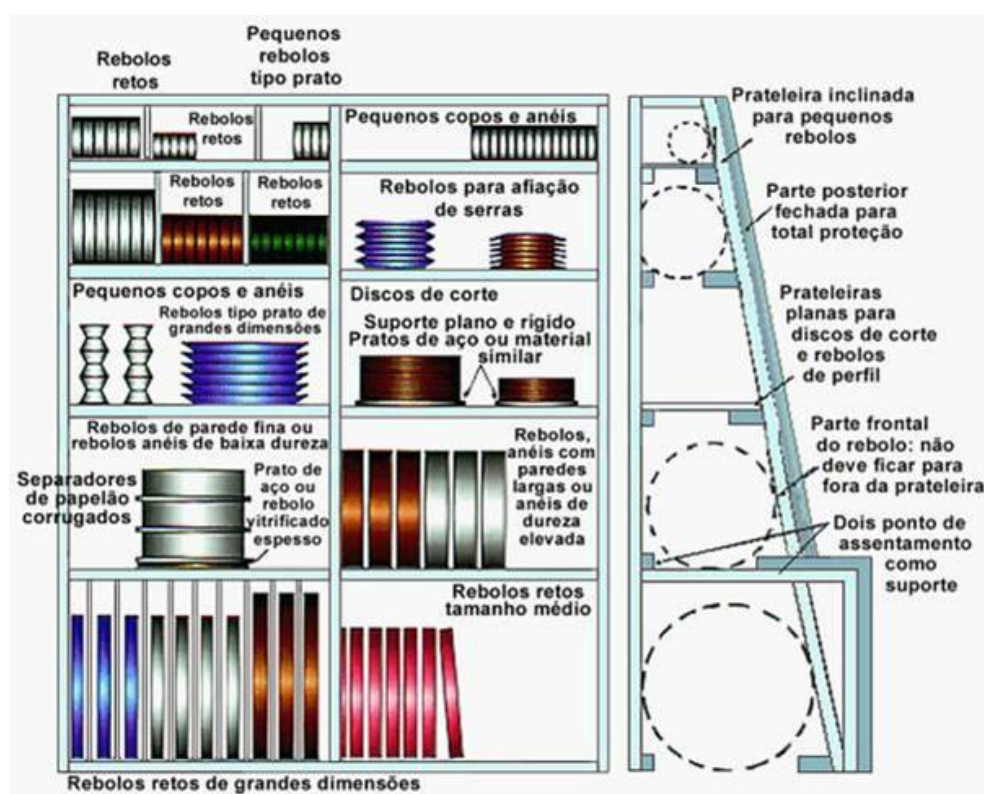 Rebolos
retos
Pequenos
rebolos
tipo prato
Rebolos
retos
Pequenos copos e anéis
Rebolos
retos
Rebolos
retos
Rebolos para afiação
de serras
Pequenos copos e anéis
Rebolos tipo prato de
grandes dimensões
Discos de corte
Suporte plano e rígido
Pratos de aço ou material
similar
Rebolos de parede fina ou
rebolos anéis de baixa dureza
Separadores
de papelão
corrugados
Prato de
aço ou
rebolo
vitrificado
espesso
Rebolos,
anéis com
paredes
largas ou
anéis de
dureza
elevada
Rebolos retos
tamanho médio
Rebolos retos de grandes dimensões
Prateleira inclinada
para pequenos
rebolos
Parte posterior
fechada para
total proteção
Prateleiras
planas para
discos de corte
e rebolos
de perfil
Parte frontal
do rebolo: não
deve ficar para
fora da prateleira
Dois ponto de
assentamento
como
suporte